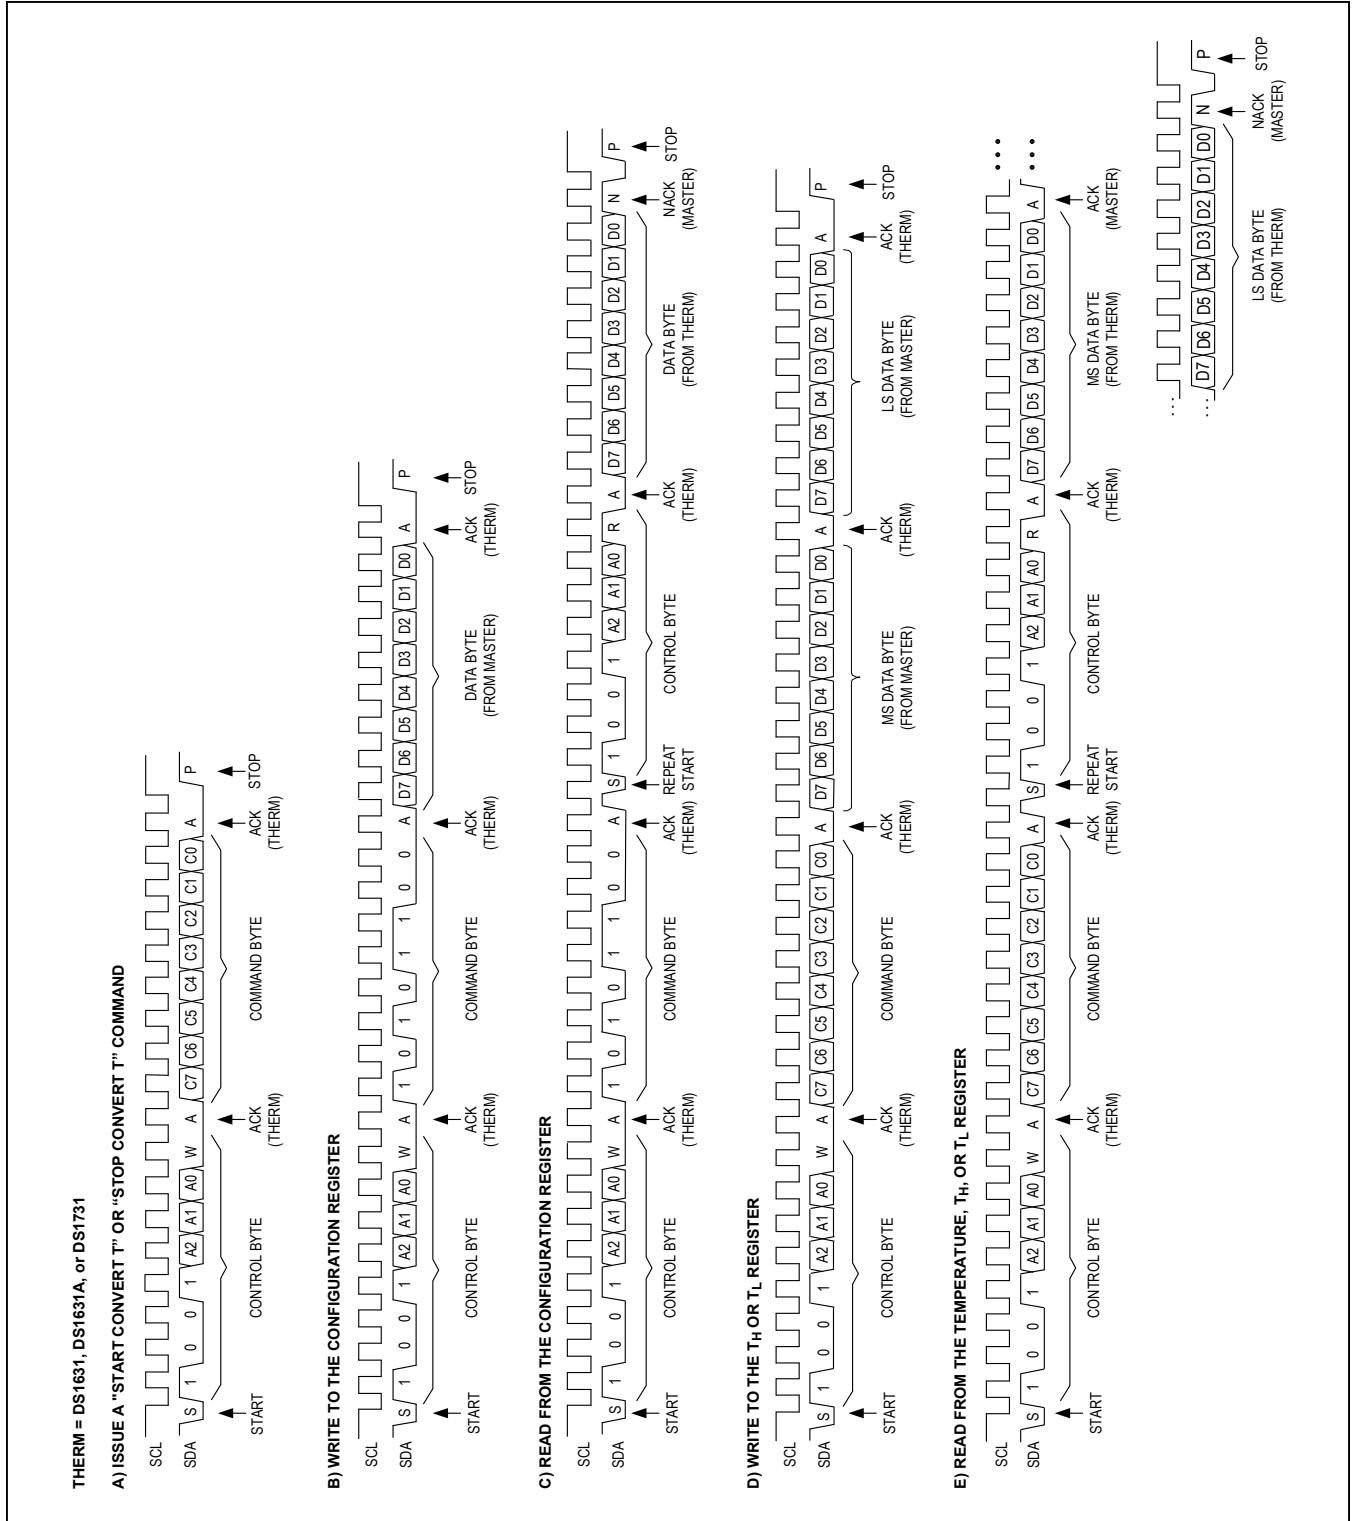 THERM = DS1631, DS1631A, or DS1731
A) ISSUE A "START CONVERT T" OR “STOP CONVERT T” COMMAND
SCL
SDA S 1 0 0 1 A2 A1 A0 W A C7 C6 C5 C4 C3 C2 C1 C0 A P
START CONTROL BYTE ACK COMMAND BYTE ACK STOP
(THERM) (THERM)
B) WRITE TO THE CONFIGURATION REGISTER
SCL
SDA S 1 0 0 1 A2 A1 A0 W A 1 0 1 0 1 1 0 0 A D7 D6 D5 D4 D3 D2 D1 D0 A P
START CONTROL BYTE ACK COMMAND BYTE ACK DATA BYTE ACK STOP
(THERM) (THERM) (FROM MASTER) (THERM)
C) READ FROM THE CONFIGURATION REGISTER
SCL
SDA S 1 0 0 1 A2 A1 A0 W A 1 0 1 0 1 1 0 0 A S 1 0 0 1 A2 A1 A0 R A D7 D6 D5 D4 D3 D2 D1 D0 N P
START CONTROL BYTE ACK COMMAND BYTE ACK REPEAT CONTROL BYTE ACK DATA BYTE NACK STOP
(THERM) (THERM) START (THERM) (FROM THERM) (MASTER)
D) WRITE TO THE TH OR TL REGISTER
SCL
SDA S 1 0 0 1 A2 A1 A0 W A C7 C6 C5 C4 C3 C2 C1 C0 A D7 D6 D5 D4 D3 D2 D1 D0 A D7 D6 D5 D4 D3 D2 D1 D0 A P
START CONTROL BYTE ACK COMMAND BYTE ACK MS DATA BYTE ACK LS DATA BYTE ACK STOP
(THERM) (THERM) (FROM MASTER) (THERM) (FROM MASTER) (THERM)
E) READ FROM THE TEMPERATURE, TH, OR TL REGISTER
SCL ...
SDA S 1 0 0 1 A2 A1 A0 W A C7 C6 C5 C4 C3 C2 C1 C0 A S 1 0 0 1 A2 A1 A0 R A D7 D6 D5 D4 D3 D2 D1 D0 A ...
START CONTROL BYTE ACK COMMAND BYTE ACK REPEAT CONTROL BYTE ACK MS DATA BYTE ACK
(THERM) (THERM) START (THERM) (FROM THERM) (MASTER)
...
... D7 D6 D5 D4 D3 D2 D1 D0 N P
LS DATA BYTE NACK STOP
(FROM THERM) (MASTER)